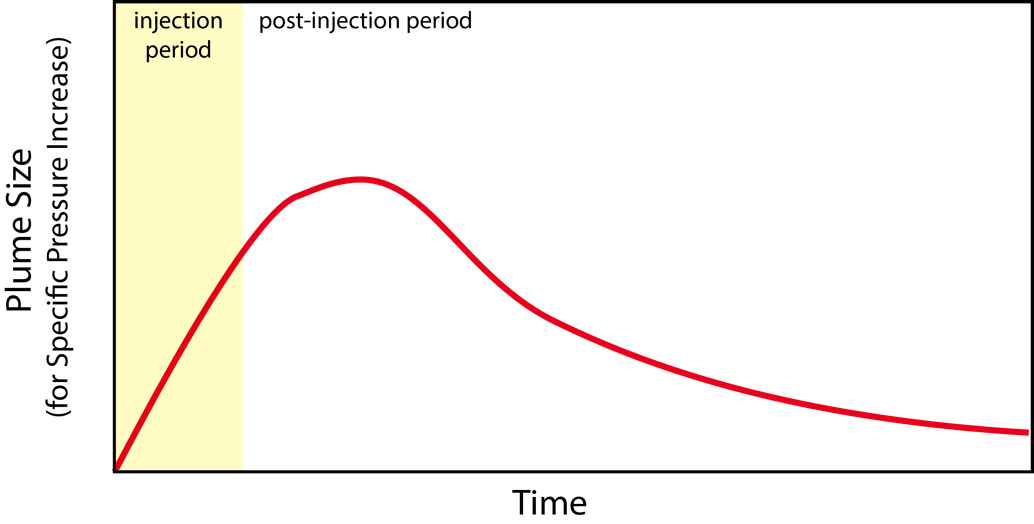 injection
period
post-injection period
Plume Size
(for Specific Pressure Increase)
Time